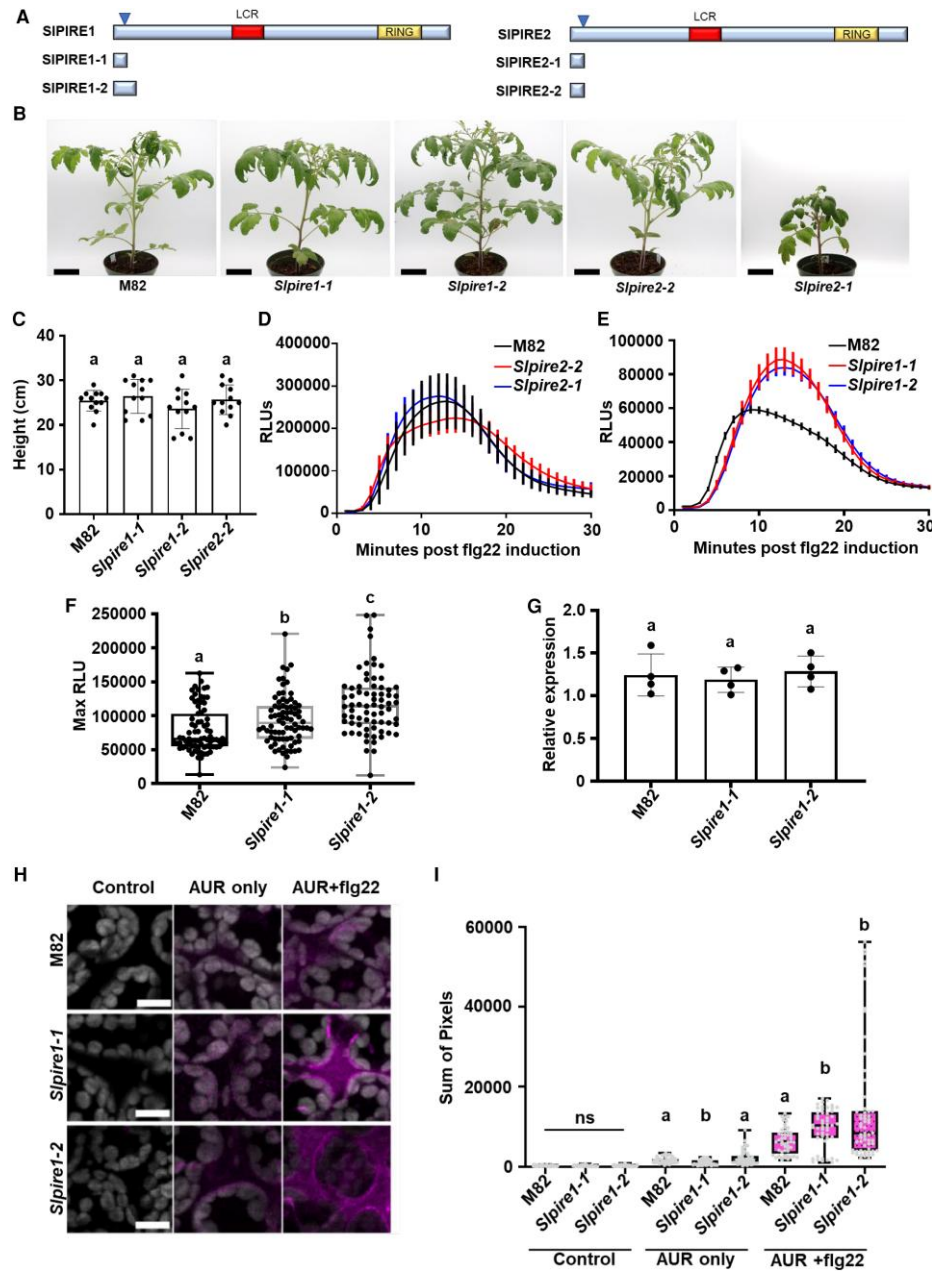 A
LCR
SlPIRE1
RING
SlPIRE1-1
SlPIRE1-2
LCR
SlPIRE2
RING
SlPIRE2-1
SlPIRE2-2
B
M82
Slpire1-1
Slpire1-2
Slpire2-2
Slpire2-1
C
Height (cm)
40
30
20
10
0
a
a
a
a
M82
Slpire1-1
Slpire1-2
Slpire2-2
D
RLUs
400000
300000
200000
100000
0
0 10 20 30
Minutes post flg22 induction
M82
Slpire2-2
Slpire2-1
E
RLUs
100000
80000
60000
40000
20000
0
0 10 20 30
Minutes post flg22 induction
M82
Slpire1-1
Slpire1-2
F
Max RLU
250000
200000
150000
100000
50000
0
a
b
c
M82
Slpire1-1
Slpire1-2
G
Relative expression
2.0
1.5
1.0
0.5
0
a
a
a
M82
Slpire1-1
Slpire1-2
H
Control AUR only AUR+flg22
M82
Slpire1-1
Slpire1-2
I
Sum of Pixels
60000
40000
20000
10000
0
ns
a
b
a
a
b
b
M82
Slpire1-1
Slpire1-2
M82
Slpire1-1
Slpire1-2
M82
Slpire1-1
Slpire1-2
Control
AUR only
AUR +flg22